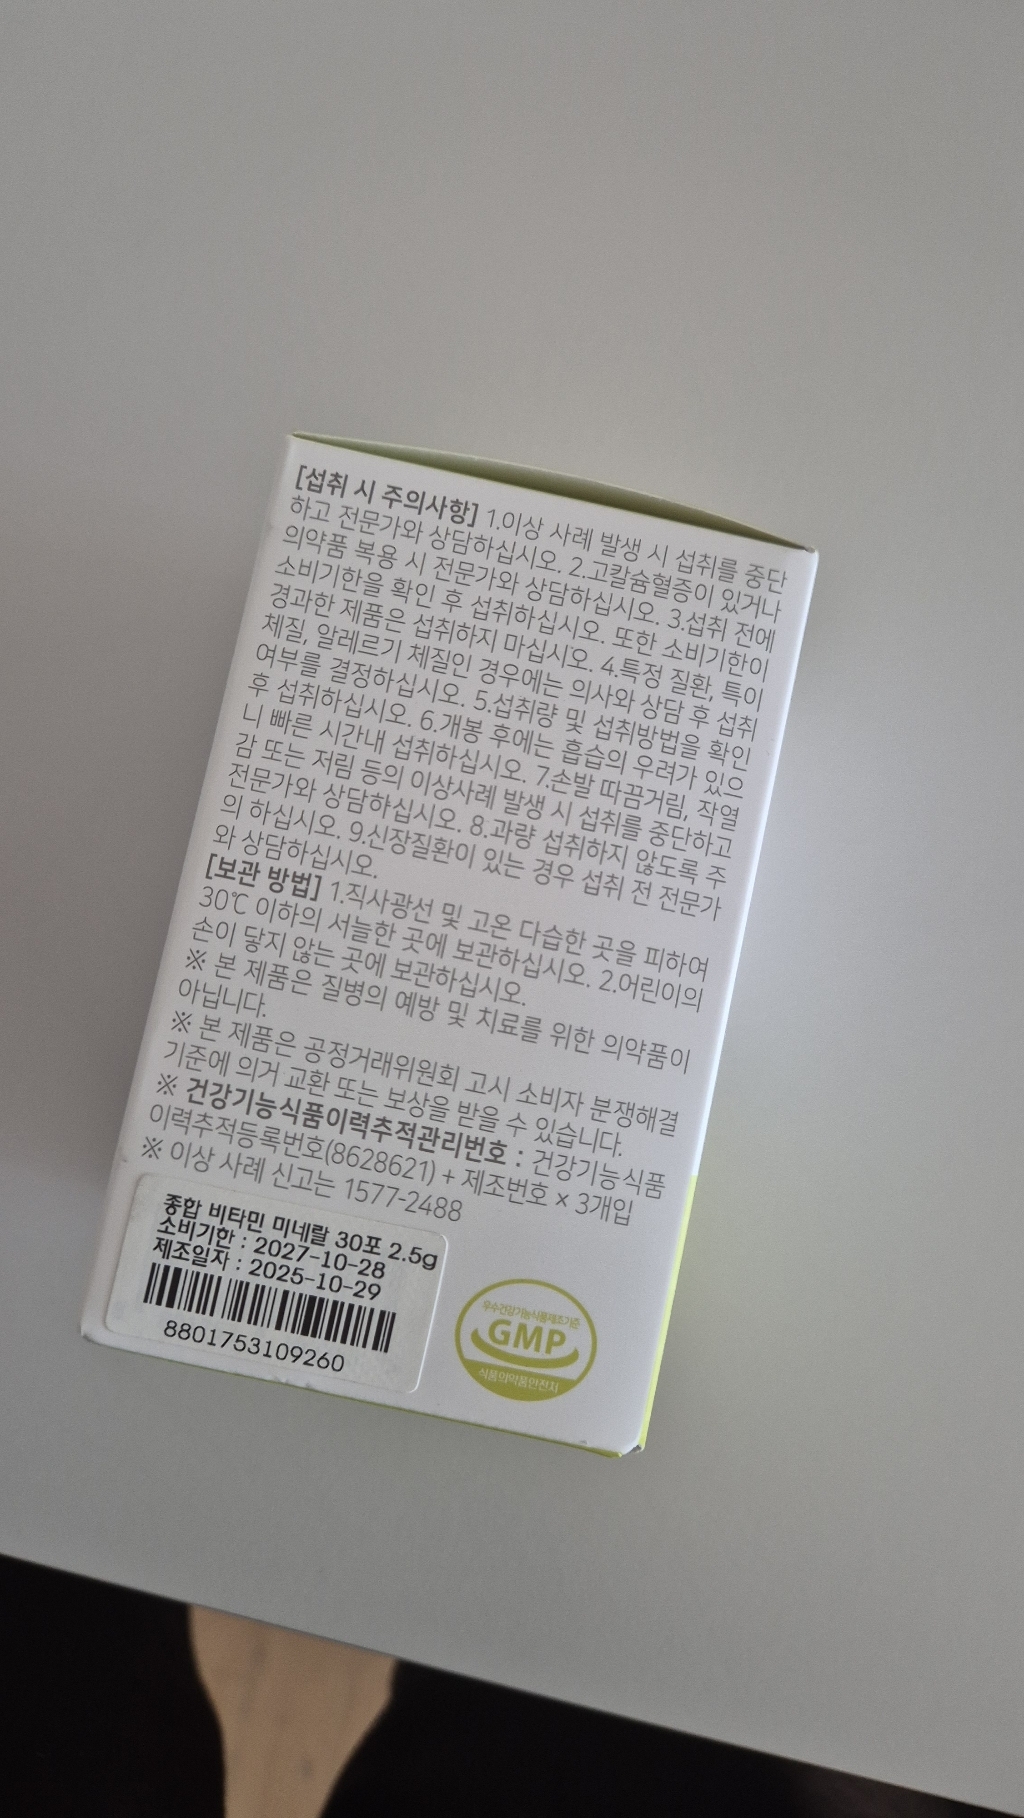 [섭취 시 주의사항] 1.이상 사례 발생 시 섭취를 중단
하고 전문가와 상담하십시오. 2.고칼슘혈증이 있거나
의약품 복용 시 전문가와 상담하십시오. 3.섭취 전에
소비기한을 확인 후 섭취하십시오. 또한 소비기한이
경과한 제품은 섭취하지 마십시오. 4.특정 질환, 특이
체질, 알레르기 체질인 경우에는 의사와 상담 후 섭취
여부를 결정하십시오. 5.섭취량 및 섭취방법을 확인
후 섭취하십시오. 6.개봉 후에는 흡습의 우려가 있으
니 빠른 시간내 섭취하십시오. 7.손발 따끔거림, 작열
감 또는 저림 등의 이상사례 발생 시 섭취를 중단하고
전문가와 상담하십시오. 8.과량 섭취하지 않도록 주
의 하십시오. 9.신장질환이 있는 경우 섭취 전 전문가
와 상담하십시오.
[보관 방법] 1.직사광선 및 고온 다습한 곳을 피하여
30℃ 이하의 서늘한 곳에 보관하십시오. 2.어린이의
손이 닿지 않는 곳에 보관하십시오.
※ 본 제품은 질병의 예방 및 치료를 위한 의약품이
아닙니다.
※ 본 제품은 공정거래위원회 고시 소비자 분쟁해결
기준에 의거 교환 또는 보상을 받을 수 있습니다.
※ 건강기능식품이력추적관리번호 : 건강기능식품
이력추적등록번호(8628621) + 제조번호 × 3개입
※ 이상 사례 신고는 1577-2488
종합 비타민 미네랄 30포 2.5g
소비기한 : 2027-10-28
제조일자 : 2025-10-29
8801753109260
우수건강기능식품제조기준
GMP
식품의약품안전처